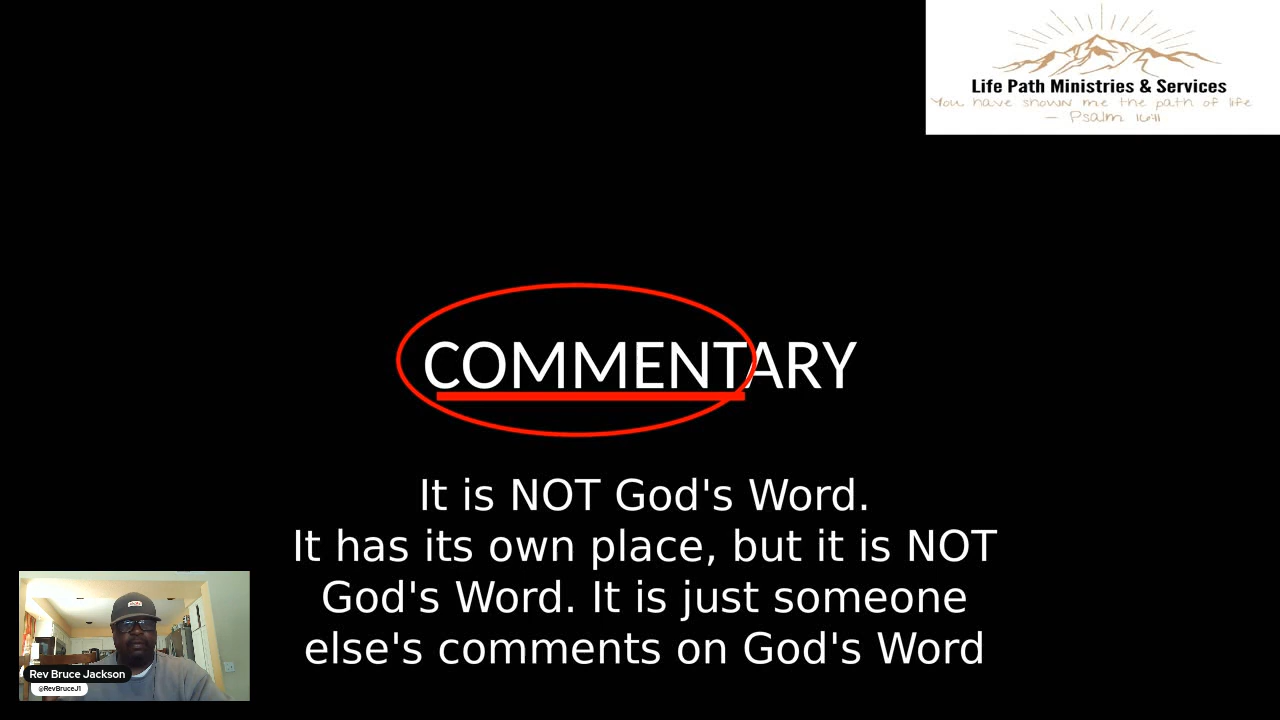 Life Path Ministries & Services
You have shown me the path of life
— Psalm 16:11
COMMENTARY
It is NOT God's Word.
It has its own place, but it is NOT
God's Word. It is just someone
else's comments on God's Word
Rev Bruce Jackson
@RevBruceJ1